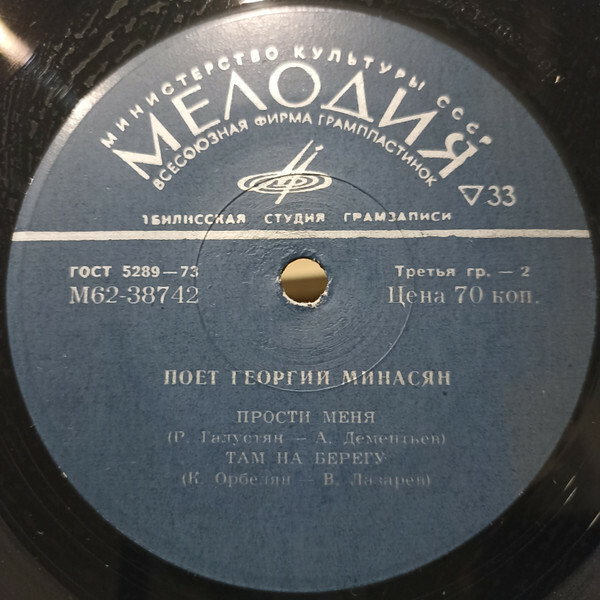 МИНИСТЕРСТВО КУЛЬТУРЫ СССР
МЕЛОДИЯ
ВСЕСОЮЗНАЯ ФИРМА ГРАМПЛАСТИНОК
33
ТБИЛИССКАЯ СТУДИЯ ГРАМЗАПИСИ
ГОСТ 5289—73 Третья гр. — 2
М62-38742 Цена 70 коп.
ПОЕТ ГЕОРГИЙ МИНАСЯН
ПРОСТИ МЕНЯ
(Р. Галустян — А. Дементьев)
ТАМ НА БЕРЕГУ
(К. Орбелян — В. Лазарев)